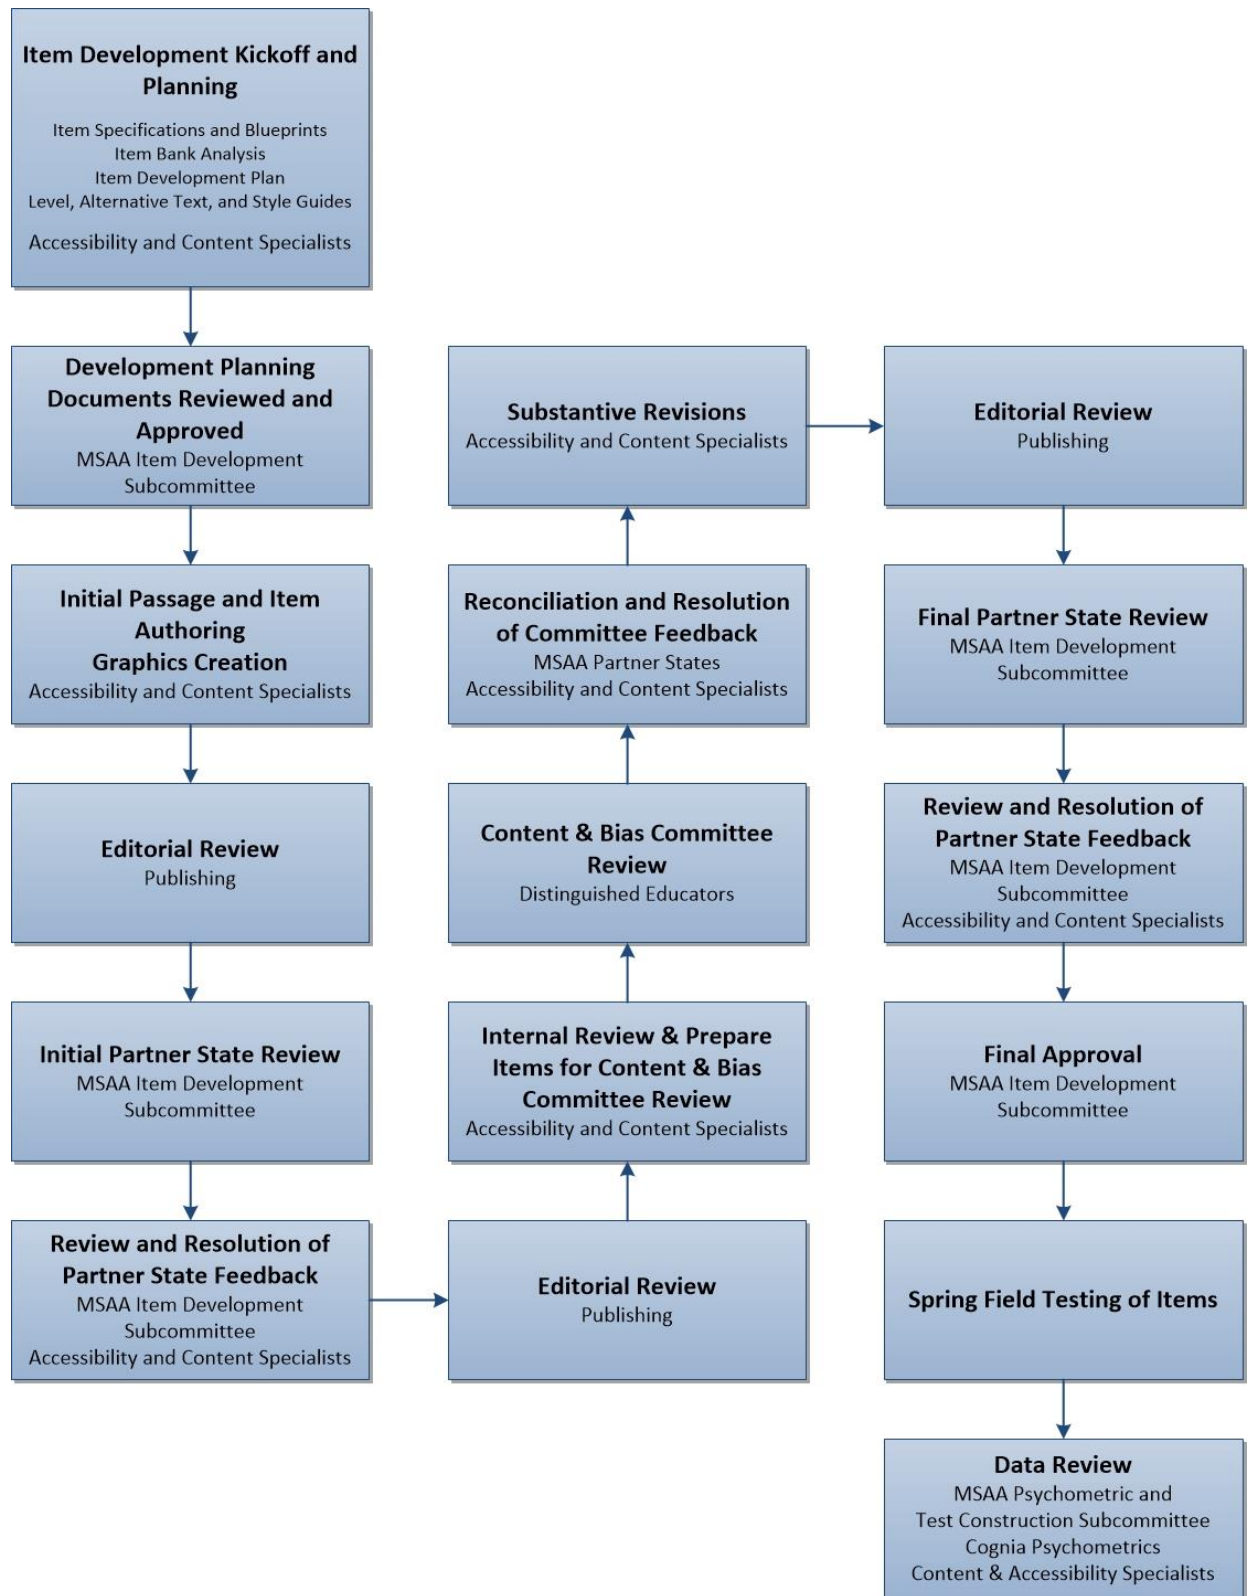 Item Development Kickoff and
Planning
Item Specifications and Blueprints
Item Bank Analysis
Item Development Plan
Level, Alternative Text, and Style Guides
Accessibility and Content Specialists
Development Planning
Documents Reviewed and
Approved
MSAA Item Development
Subcommittee
Initial Passage and Item
Authoring
Graphics Creation
Accessibility and Content Specialists
Editorial Review
Publishing
Initial Partner State Review
MSAA Item Development
Subcommittee
Review and Resolution of
Partner State Feedback
MSAA Item Development
Subcommittee
Accessibility and Content Specialists
Editorial Review
Publishing
Internal Review & Prepare
Items for Content & Bias
Committee Review
Accessibility and Content Specialists
Content & Bias Committee
Review
Distinguished Educators
Reconciliation and Resolution
of Committee Feedback
MSAA Partner States
Accessibility and Content Specialists
Substantive Revisions
Accessibility and Content Specialists
Editorial Review
Publishing
Final Partner State Review
MSAA Item Development
Subcommittee
Review and Resolution of
Partner State Feedback
MSAA Item Development
Subcommittee
Accessibility and Content Specialists
Final Approval
MSAA Item Development
Subcommittee
Spring Field Testing of Items
Data Review
MSAA Psychometric and
Test Construction Subcommittee
Cognia Psychometrics
Content & Accessibility Specialists